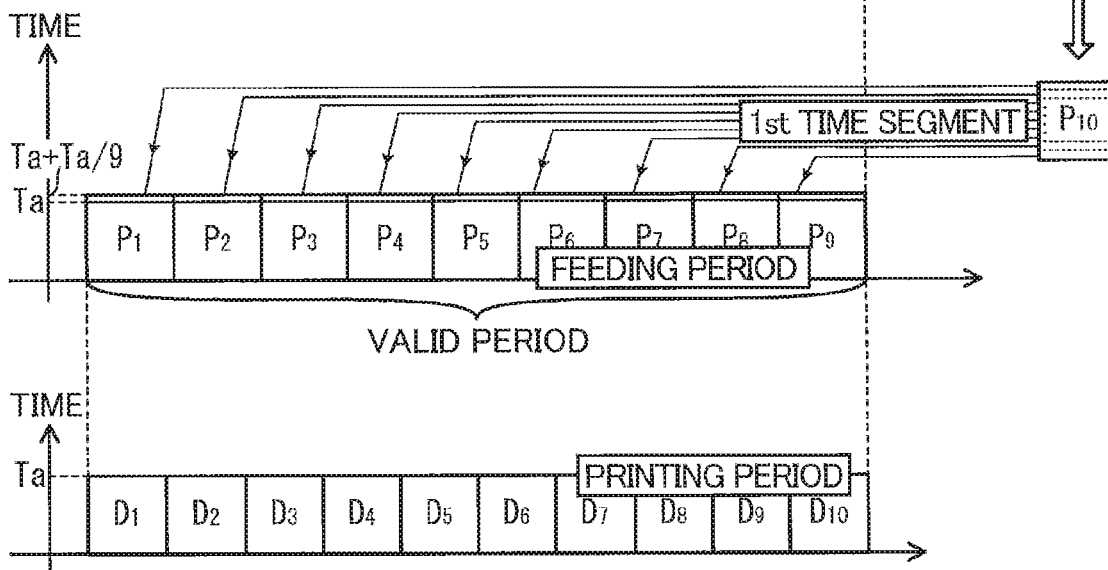 TIME
1st TIME SEGMENT
P10
Ta+Ta/9
Ta
P1 P2 P3 P4 P5 P6 P7 P8 P9
FEEDING PERIOD
VALID PERIOD
TIME
Ta
PRINTING PERIOD
D1 D2 D3 D4 D5 D6 D7 D8 D9 D10